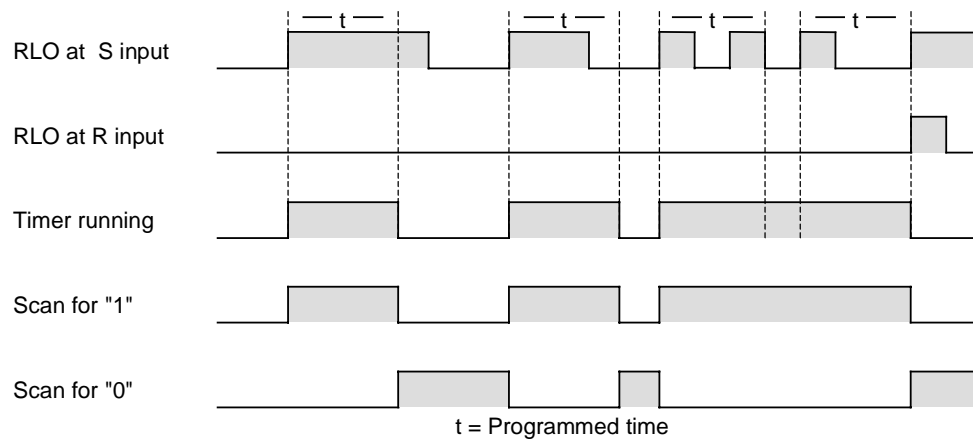 t t t t
RLO at S input
RLO at R input
Timer running
Scan for "1"
Scan for "0"
t = Programmed time